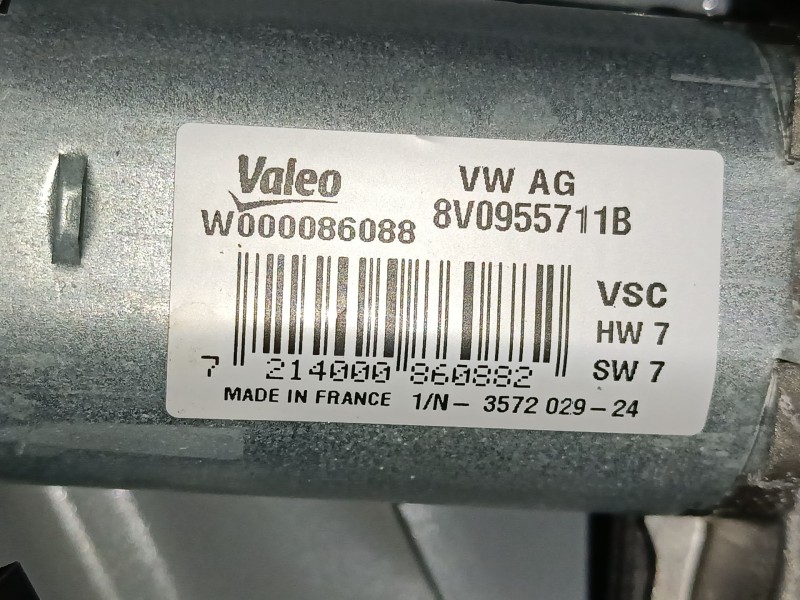 Valeo
W000086088
VW AG
8V0955711B
VSC
HW 7
SW 7
7 214000 860882
MADE IN FRANCE 1/N- 3572 029-24